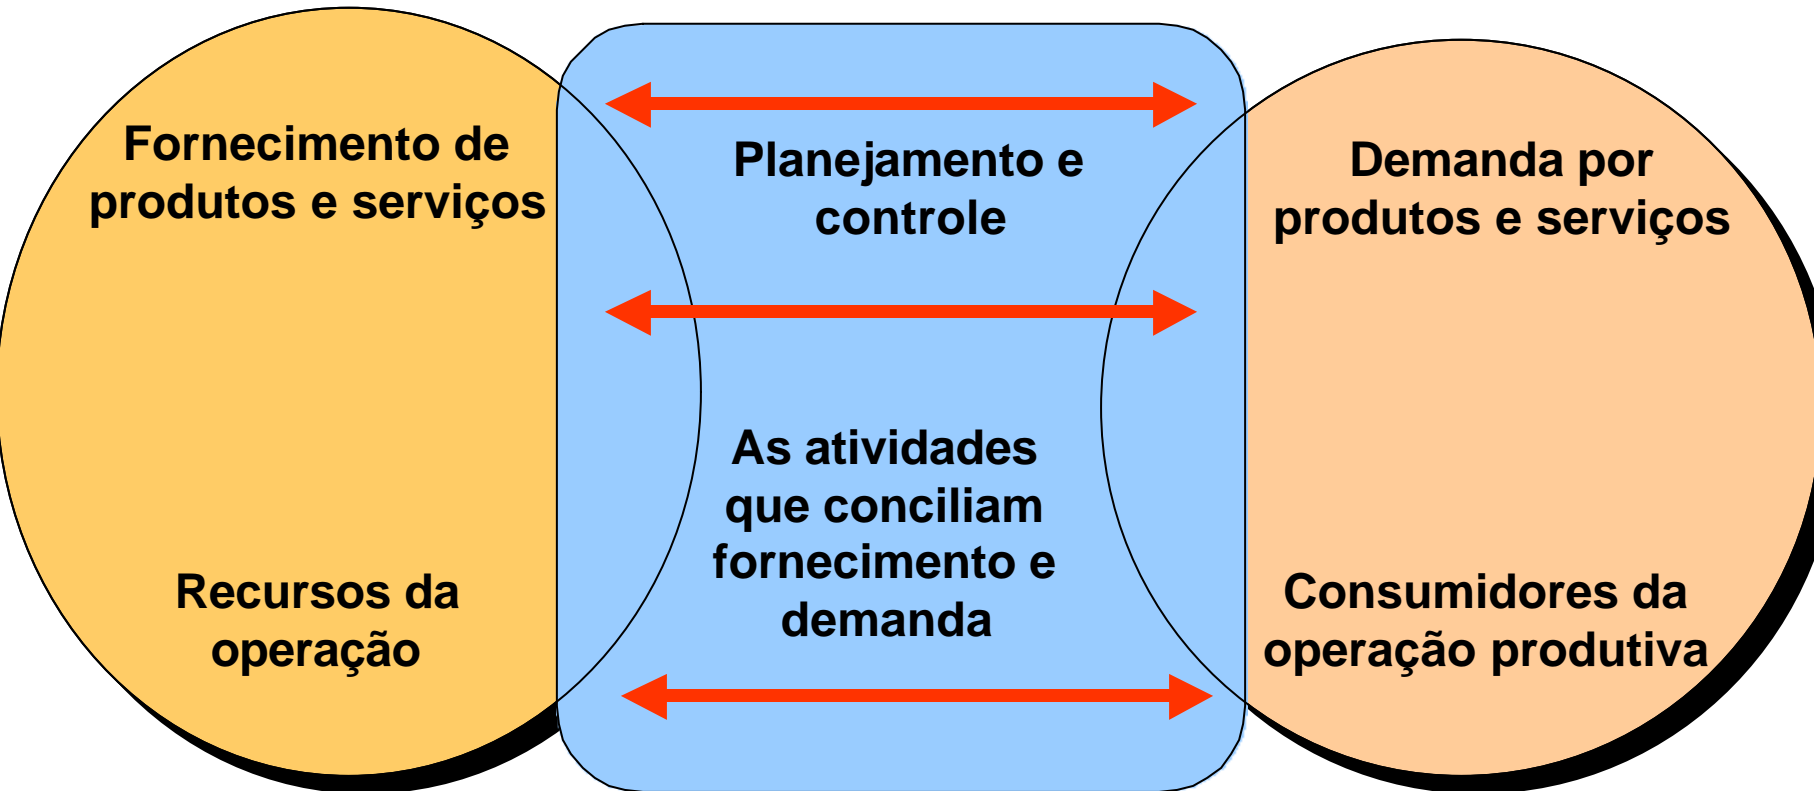 Fornecimento de
produtos e serviços
Recursos da
operação
Planejamento e
controle
As atividades
que conciliam
fornecimento e
demanda
Demanda por
produtos e serviços
Consumidores da
operação produtiva